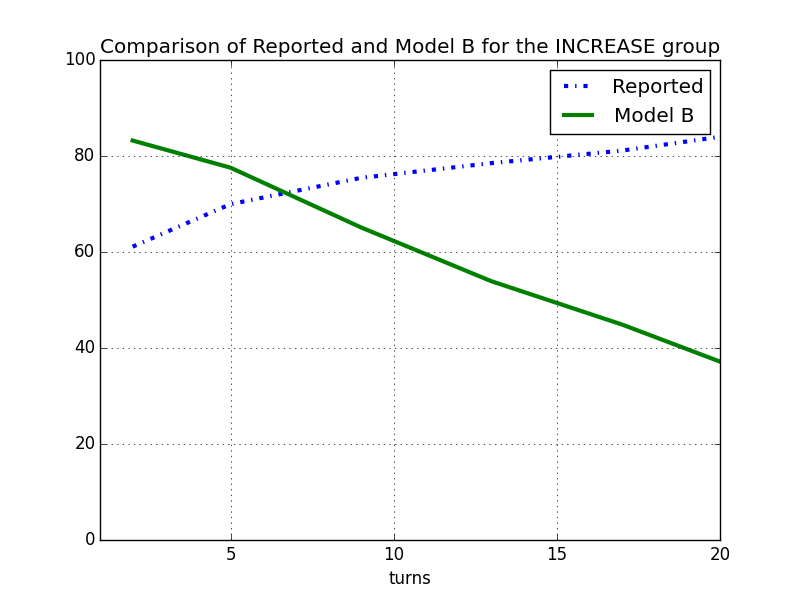 Comparison of Reported and Model B for the INCREASE group
100
80
60
40
20
0
Reported
Model B
5 10 15 20
turns